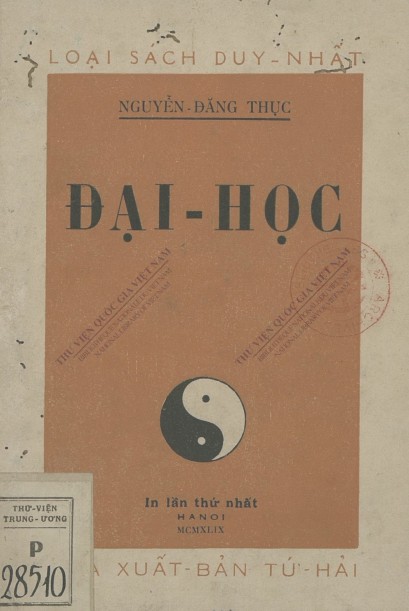 LOẠI SÁCH DUY-NHẤT
NGUYỄN-ĐĂNG THỤC
ĐẠI-HỌC
THƯ VIỆN QUỐC GIA VIỆT NAM
THƯ VIỆN QUỐC GIA VIỆT NAM
In lần thứ nhất
HANOI
MCMXLIX
THƯ-VIỆN
TRUNG-ƯƠNG
P
28510
XUẤT-BẢN TỨ-HẢI